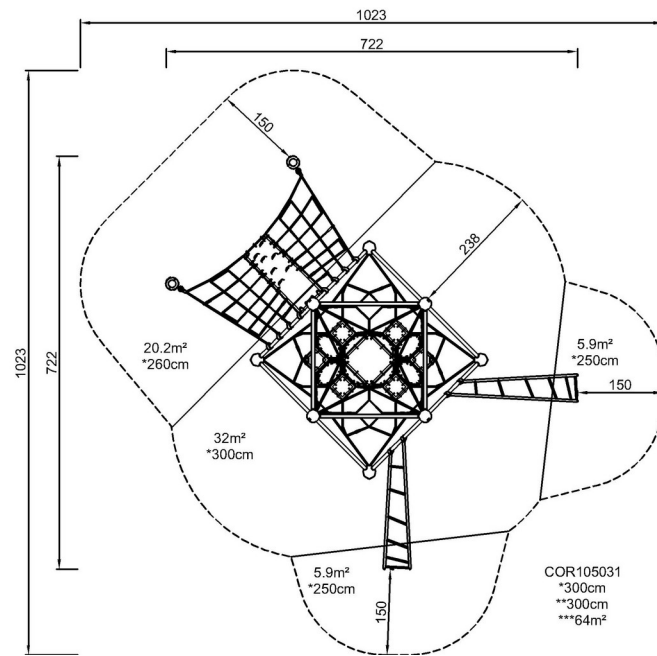 1023
722
150
238
1023
722
20.2m²
*260cm
5.9m²
*250cm
150
32m²
*300cm
5.9m²
*250cm
150
COR105031
*300cm
**300cm
***64m²